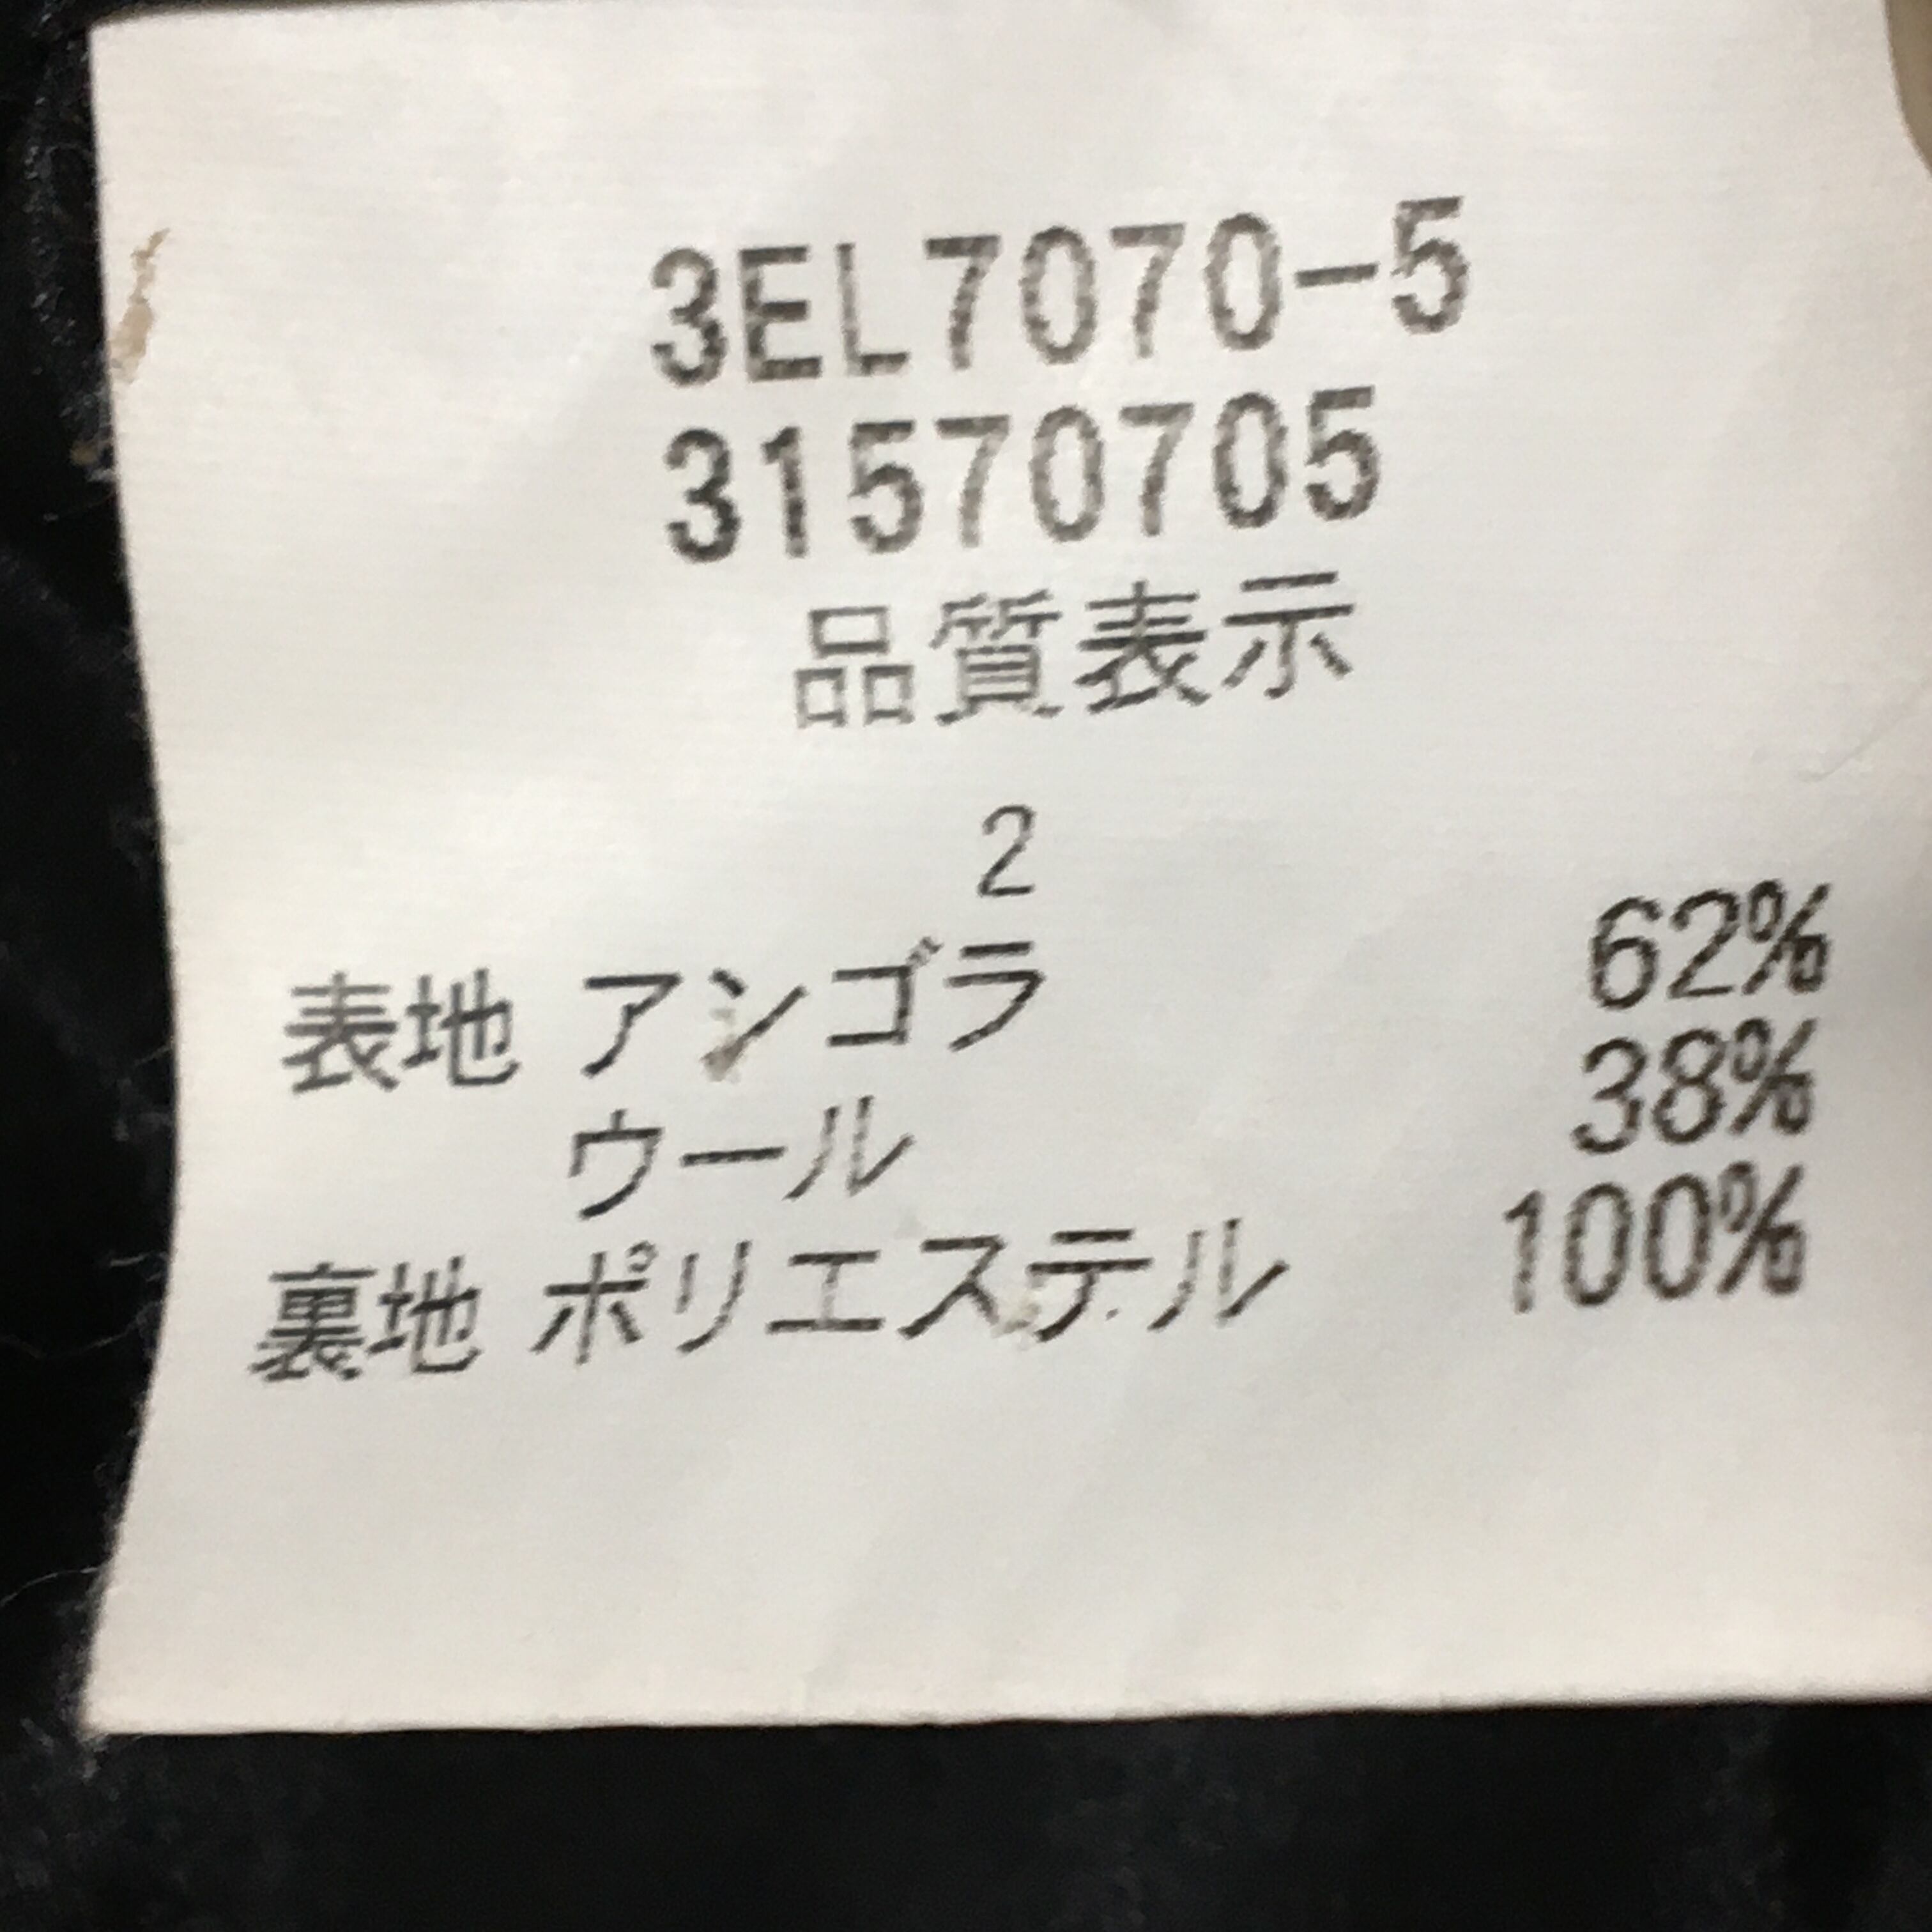 3EL7070-5
31570705
品質表示
2
表地 アンゴラ 62%
ウール 38%
裏地 ポリエステル 100%